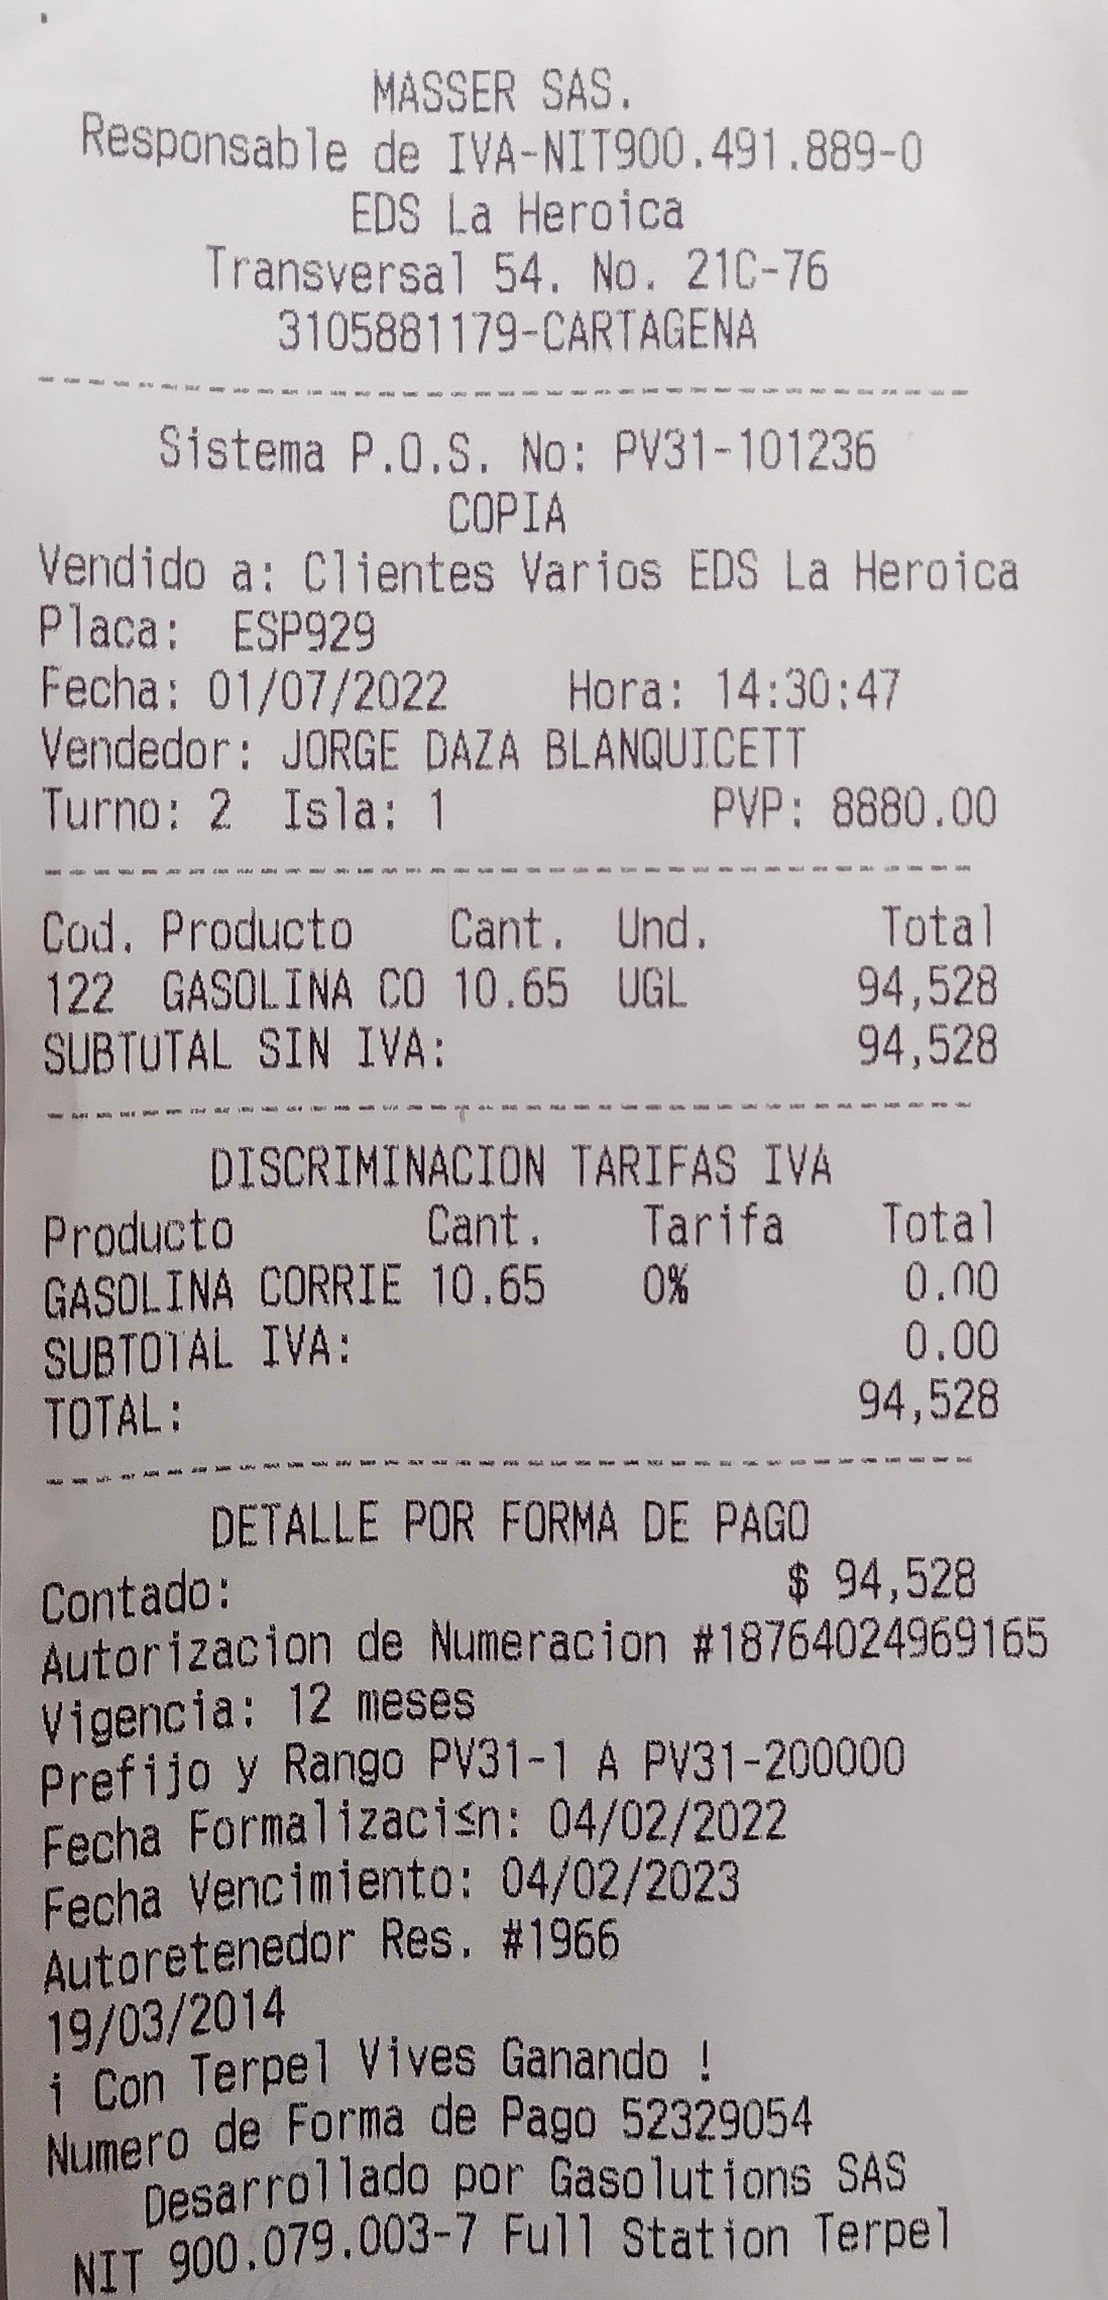 MASSER SAS.
Responsable de IVA-NIT900.491.889-0
EDS La Heroica
Transversal 54. No. 21C-76
3105881179-CARTAGENA
Sistema P.O.S. No: PV31-101236
COPIA
Vendido a: Clientes Varios EDS La Heroica
Placa: ESP929
Fecha: 01/07/2022 Hora: 14:30:47
Vendedor: JORGE DAZA BLANQUICETT
Turno: 2 Isla: 1 PVP: 8880.00
Cod. Producto Cant. Und. Total
122 GASOLINA CO 10.65 UGL 94,528
SUBTOTAL SIN IVA: 94,528
DISCRIMINACION TARIFAS IVA
Producto Cant. Tarifa Total
GASOLINA CORRIE 10.65 0% 0.00
SUBTOTAL IVA: 0.00
TOTAL: 94,528
DETALLE POR FORMA DE PAGO
Contado: $ 94,528
Autorizacion de Numeracion #18764024969165
Vigencia: 12 meses
Prefijo y Rango PV31-1 A PV31-200000
Fecha Formalizaci≤n: 04/02/2022
Fecha Vencimiento: 04/02/2023
Autoretenedor Res. #1966
19/03/2014
¡ Con Terpel Vives Ganando !
Numero de Forma de Pago 52329054
Desarrollado por Gasolutions SAS
NIT 900.079.003-7 Full Station Terpel